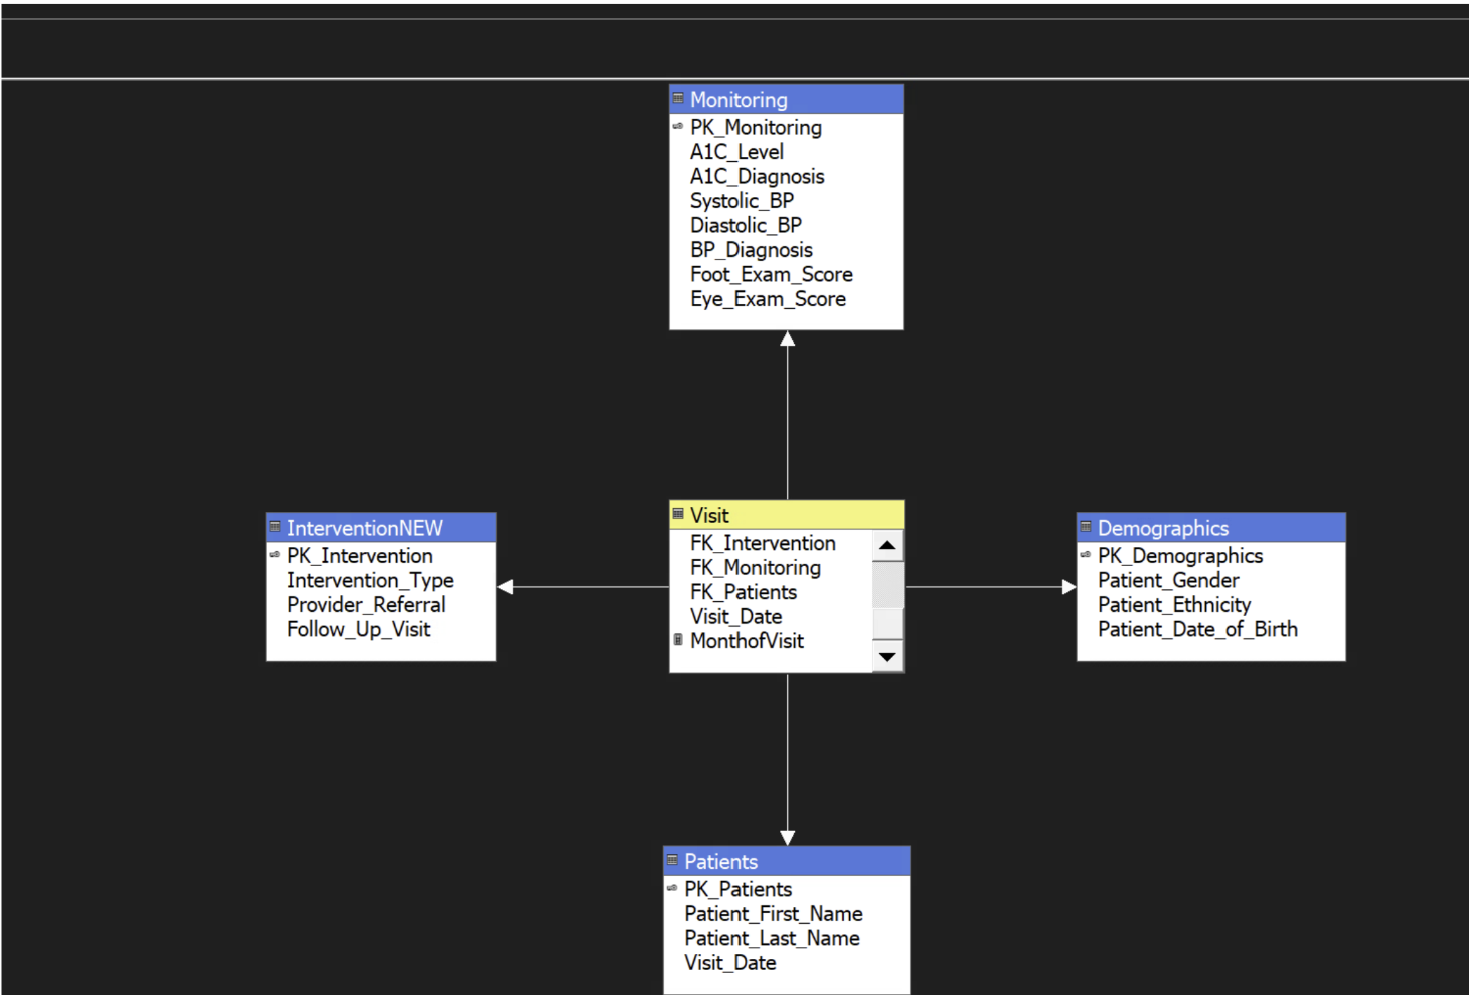 Monitoring
PK_Monitoring
A1C_Level
A1C_Diagnosis
Systolic_BP
Diastolic_BP
BP_Diagnosis
Foot_Exam_Score
Eye_Exam_Score
InterventionNEW
PK_Intervention
Intervention_Type
Provider_Referral
Follow_Up_Visit
Visit
FK_Intervention
FK_Monitoring
FK_Patients
Visit_Date
MonthofVisit
Demographics
PK_Demographics
Patient_Gender
Patient_Ethnicity
Patient_Date_of_Birth
Patients
PK_Patients
Patient_First_Name
Patient_Last_Name
Visit_Date